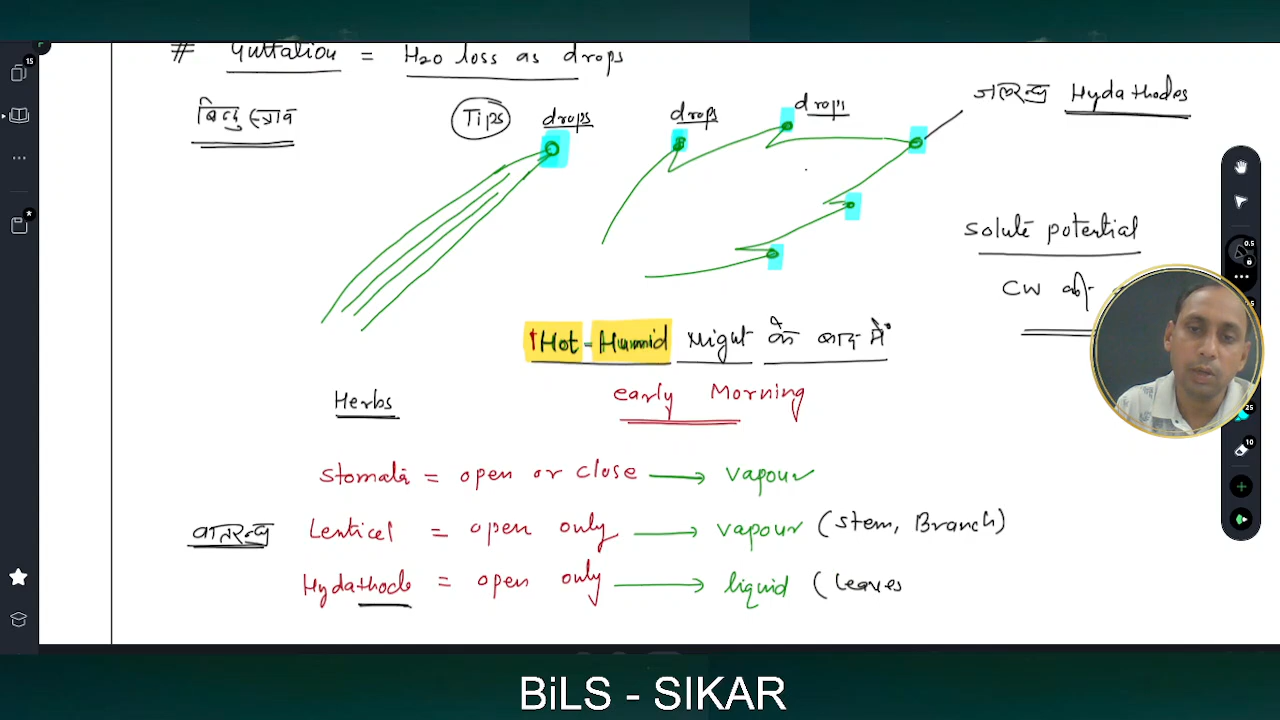 # Guttation = H2O loss as drops
बिन्दु स्त्राव
Tips drops drops drops जलरन्ध्र Hydathodes
Solute potential
CW की
↑Hot - Humid Night के बाद में
Herbs early Morning
Stomata = open or close → vapour
वातरन्ध्र Lenticel = open only → vapour (stem, Branch)
Hydathode = open only → liquid (leaves
BiLS - SIKAR